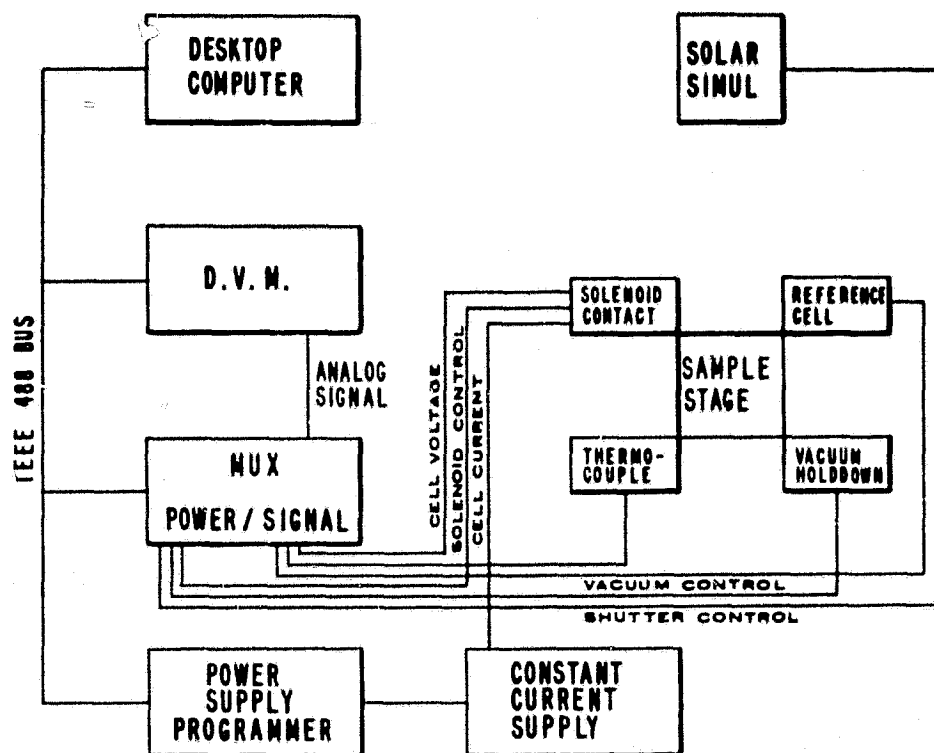 DESKTOP
COMPUTER
SOLAR
SIMUL
D.V.M.
SOLENOID
CONTACT
REFERENCE
CELL
IEEE 488 BUS
ANALOG
SIGNAL
CELL VOLTAGE
SOLENOID CONTROL
CELL CURRENT
SAMPLE
STAGE
MUX
POWER / SIGNAL
THERMO-
COUPLE
VACUUM
HOLDDOWN
VACUUM CONTROL
SHUTTER CONTROL
POWER
SUPPLY
PROGRAMMER
CONSTANT
CURRENT
SUPPLY